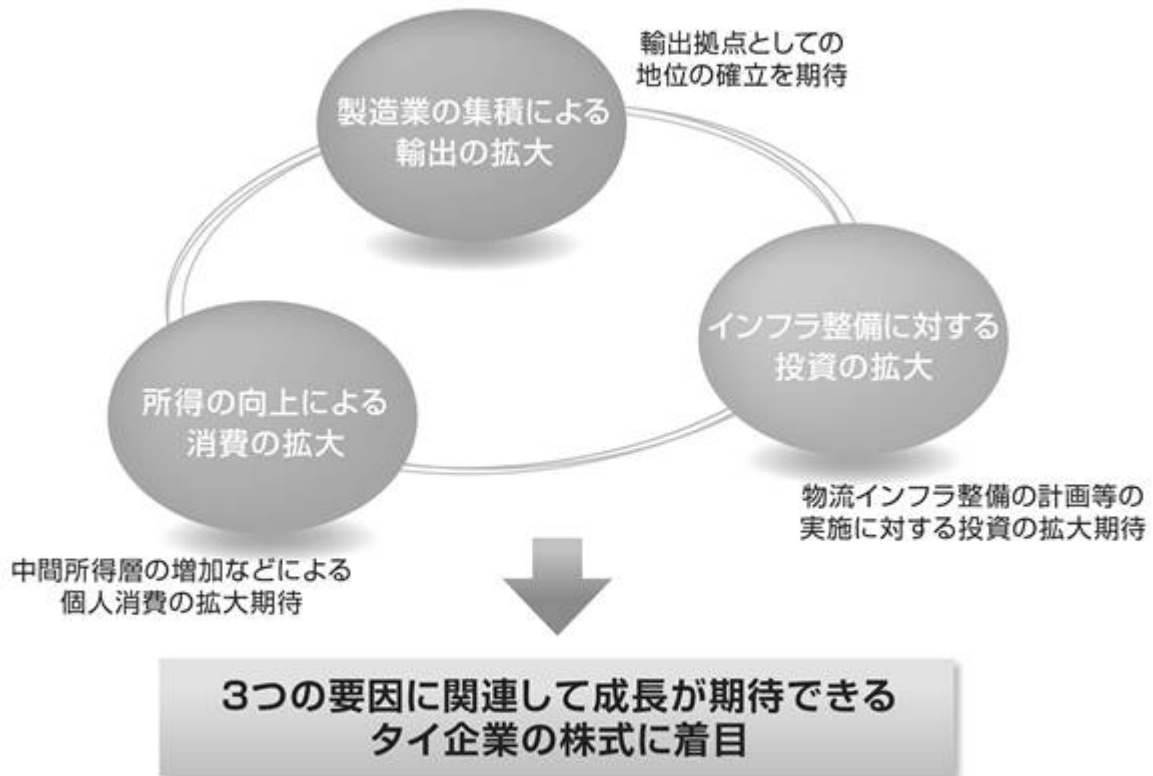 輸出拠点としての
地位の確立を期待
製造業の集積による
輸出の拡大
インフラ整備に対する
投資の拡大
物流インフラ整備の計画等の
実施に対する投資の拡大期待
所得の向上による
消費の拡大
中間所得層の増加などによる
個人消費の拡大期待
3つの要因に関連して成長が期待できる
タイ企業の株式に着目